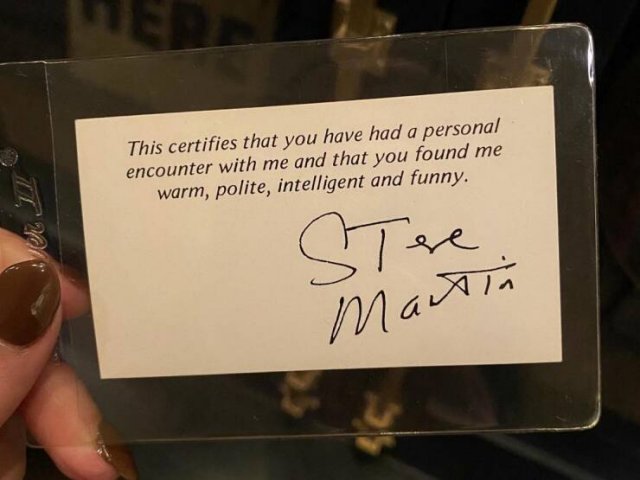 HERE
This certifies that you have had a personal
encounter with me and that you found me
warm, polite, intelligent and funny.
Steve
Martin